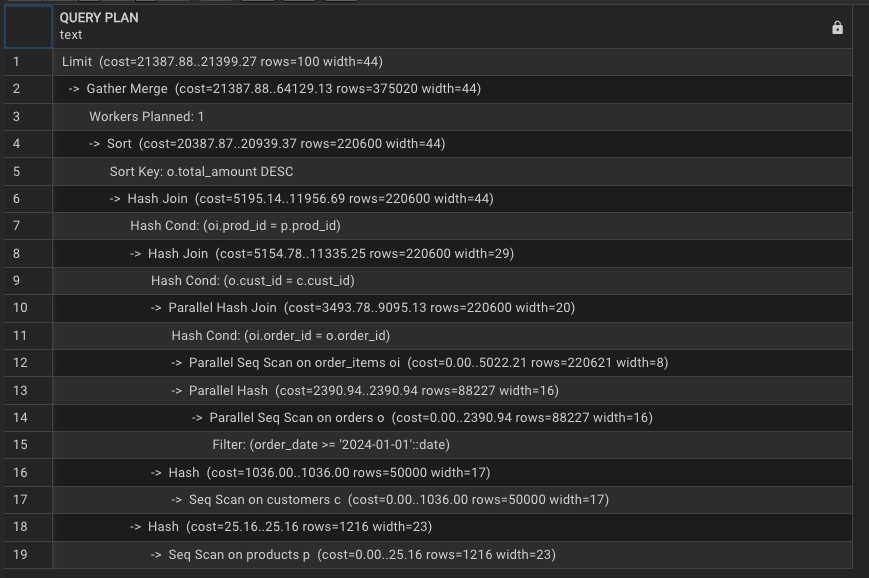 QUERY PLAN
text
1 Limit (cost=21387.88..21399.27 rows=100 width=44)
2 -> Gather Merge (cost=21387.88..64129.13 rows=375020 width=44)
3 Workers Planned: 1
4 -> Sort (cost=20387.87..20939.37 rows=220600 width=44)
5 Sort Key: o.total_amount DESC
6 -> Hash Join (cost=5195.14..11956.69 rows=220600 width=44)
7 Hash Cond: (oi.prod_id = p.prod_id)
8 -> Hash Join (cost=5154.78..11335.25 rows=220600 width=29)
9 Hash Cond: (o.cust_id = c.cust_id)
10 -> Parallel Hash Join (cost=3493.78..9095.13 rows=220600 width=20)
11 Hash Cond: (oi.order_id = o.order_id)
12 -> Parallel Seq Scan on order_items oi (cost=0.00..5022.21 rows=220621 width=8)
13 -> Parallel Hash (cost=2390.94..2390.94 rows=88227 width=16)
14 -> Parallel Seq Scan on orders o (cost=0.00..2390.94 rows=88227 width=16)
15 Filter: (order_date >= '2024-01-01'::date)
16 -> Hash (cost=1036.00..1036.00 rows=50000 width=17)
17 -> Seq Scan on customers c (cost=0.00..1036.00 rows=50000 width=17)
18 -> Hash (cost=25.16..25.16 rows=1216 width=23)
19 -> Seq Scan on products p (cost=0.00..25.16 rows=1216 width=23)